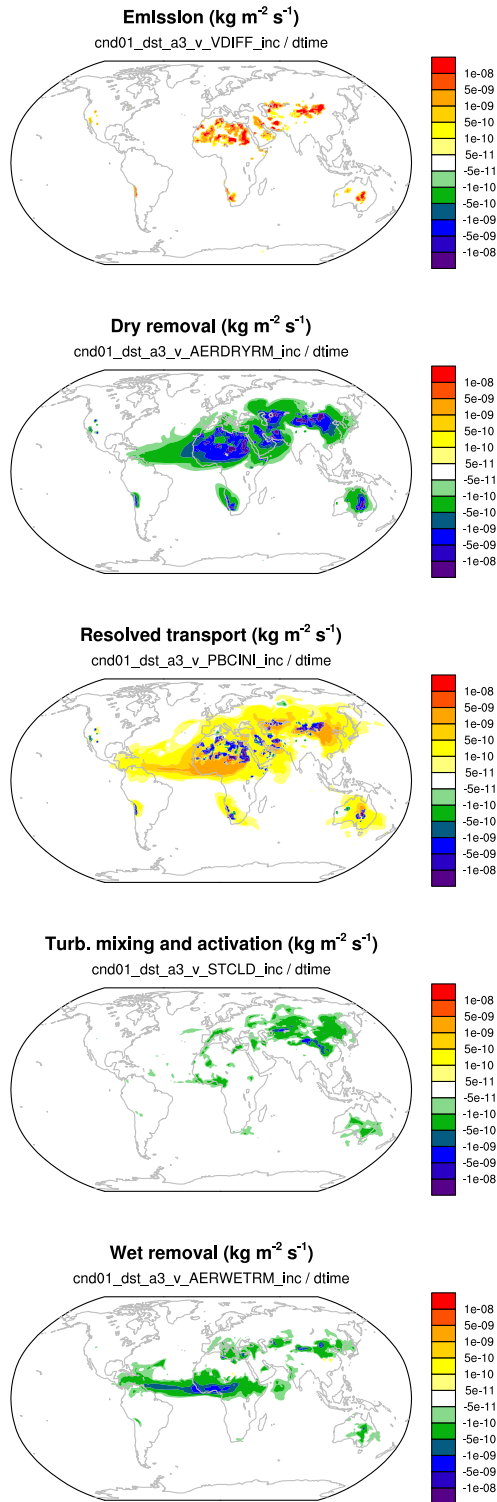 EmIssIon (kg m⁻² s⁻¹)
cnd01_dst_a3_v_VDIFF_inc / dtime
1e-08
5e-09
1e-09
5e-10
1e-10
5e-11
-5e-11
-1e-10
-5e-10
-1e-09
-5e-09
-1e-08
Dry removal (kg m⁻² s⁻¹)
cnd01_dst_a3_v_AERDRYRM_inc / dtime
1e-08
5e-09
1e-09
5e-10
1e-10
5e-11
-5e-11
-1e-10
-5e-10
-1e-09
-5e-09
-1e-08
Resolved transport (kg m⁻² s⁻¹)
cnd01_dst_a3_v_PBCINI_inc / dtime
1e-08
5e-09
1e-09
5e-10
1e-10
5e-11
-5e-11
-1e-10
-5e-10
-1e-09
-5e-09
-1e-08
Turb. mixing and activation (kg m⁻² s⁻¹)
cnd01_dst_a3_v_STCLD_inc / dtime
1e-08
5e-09
1e-09
5e-10
1e-10
5e-11
-5e-11
-1e-10
-5e-10
-1e-09
-5e-09
-1e-08
Wet removal (kg m⁻² s⁻¹)
cnd01_dst_a3_v_AERWETRM_inc / dtime
1e-08
5e-09
1e-09
5e-10
1e-10
5e-11
-5e-11
-1e-10
-5e-10
-1e-09
-5e-09
-1e-08